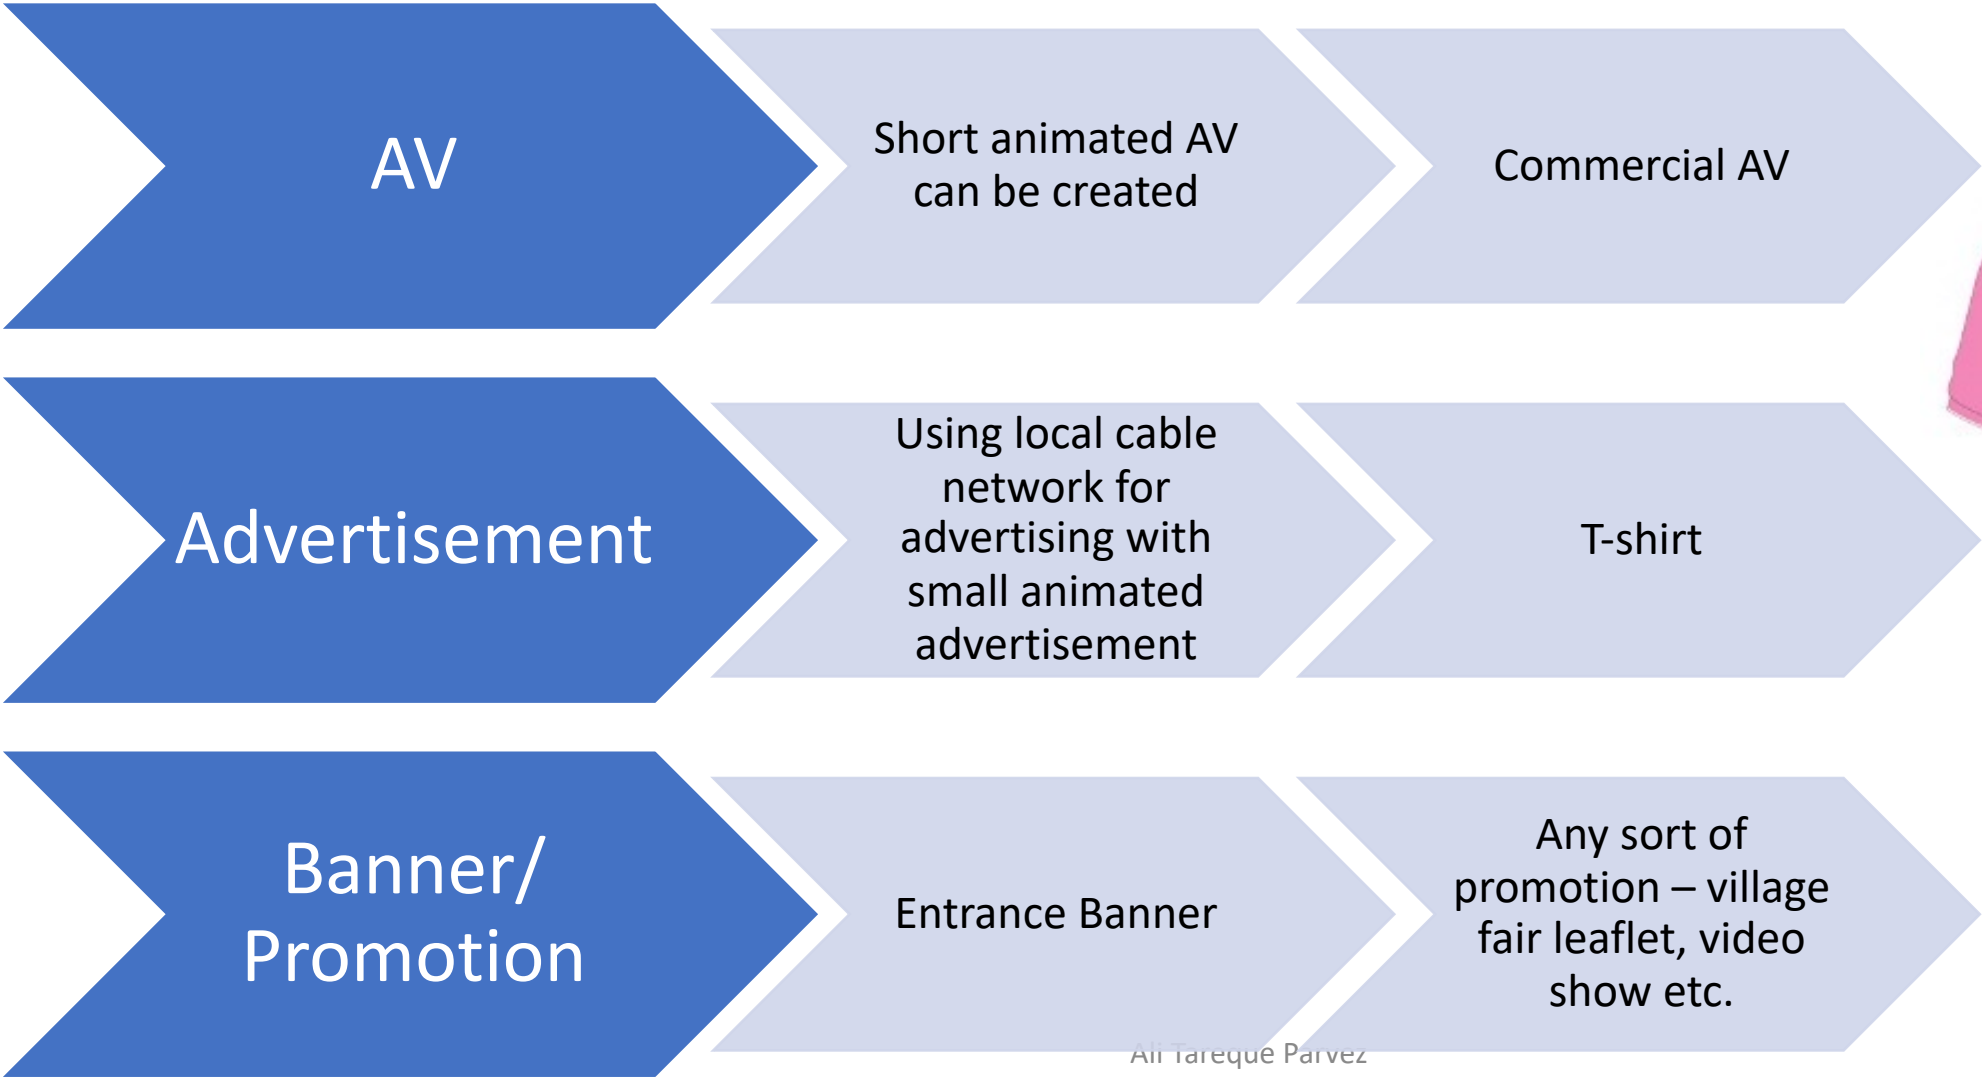 AV
Short animated AV
can be created
Commercial AV
Advertisement
Using local cable
network for
advertising with
small animated
advertisement
T-shirt
Banner/
Promotion
Entrance Banner
Any sort of
promotion – village
fair leaflet, video
show etc.
Ali Tareque Parvez